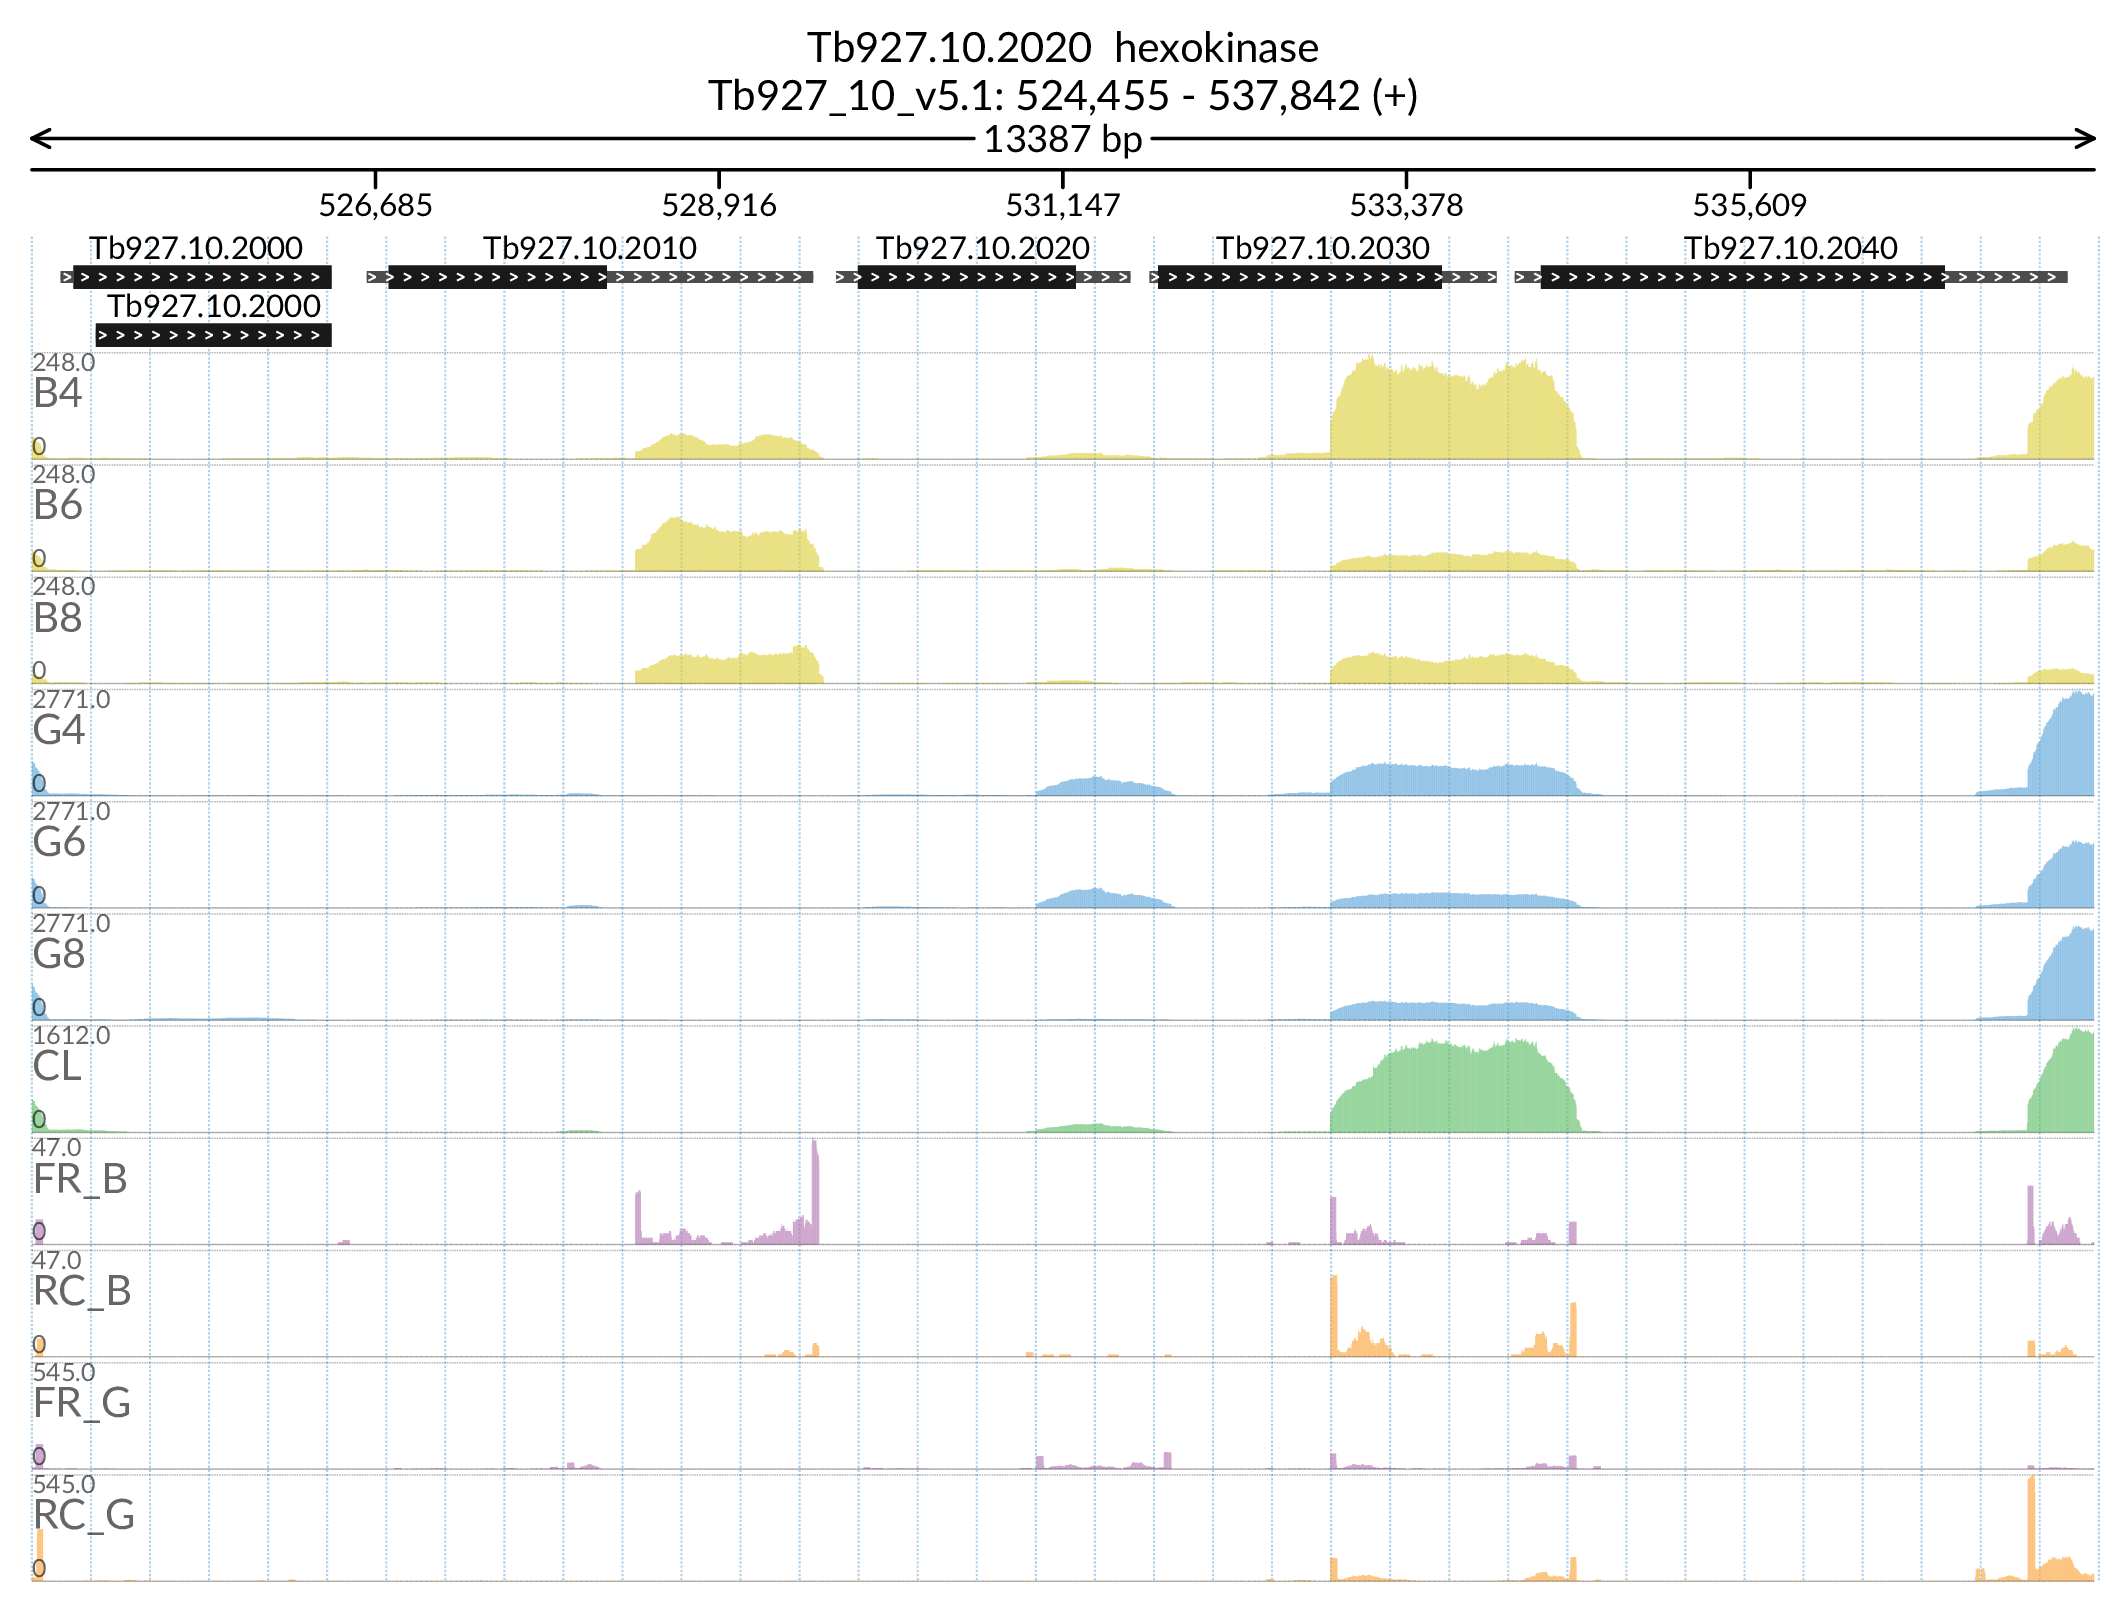 Tb927.10.2020  hexokinase
Tb927_10_v5.1: 524,455 - 537,842 (+)
13387 bp
526,685 528,916 531,147 533,378 535,609
Tb927.10.2000 Tb927.10.2010 Tb927.10.2020 Tb927.10.2030 Tb927.10.2040
Tb927.10.2000
248.0
B4
0
248.0
B6
0
248.0
B8
0
2771.0
G4
0
2771.0
G6
0
2771.0
G8
0
1612.0
CL
0
47.0
FR_B
0
47.0
RC_B
0
545.0
FR_G
0
545.0
RC_G
0